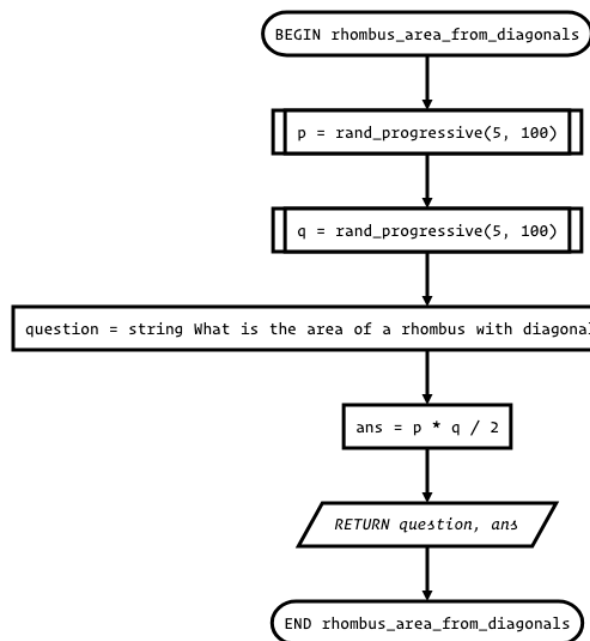 BEGIN rhombus_area_from_diagonals
p = rand_progressive(5, 100)
q = rand_progressive(5, 100)
question = string What is the area of a rhombus with diagonal
ans = p * q / 2
RETURN question, ans
END rhombus_area_from_diagonals